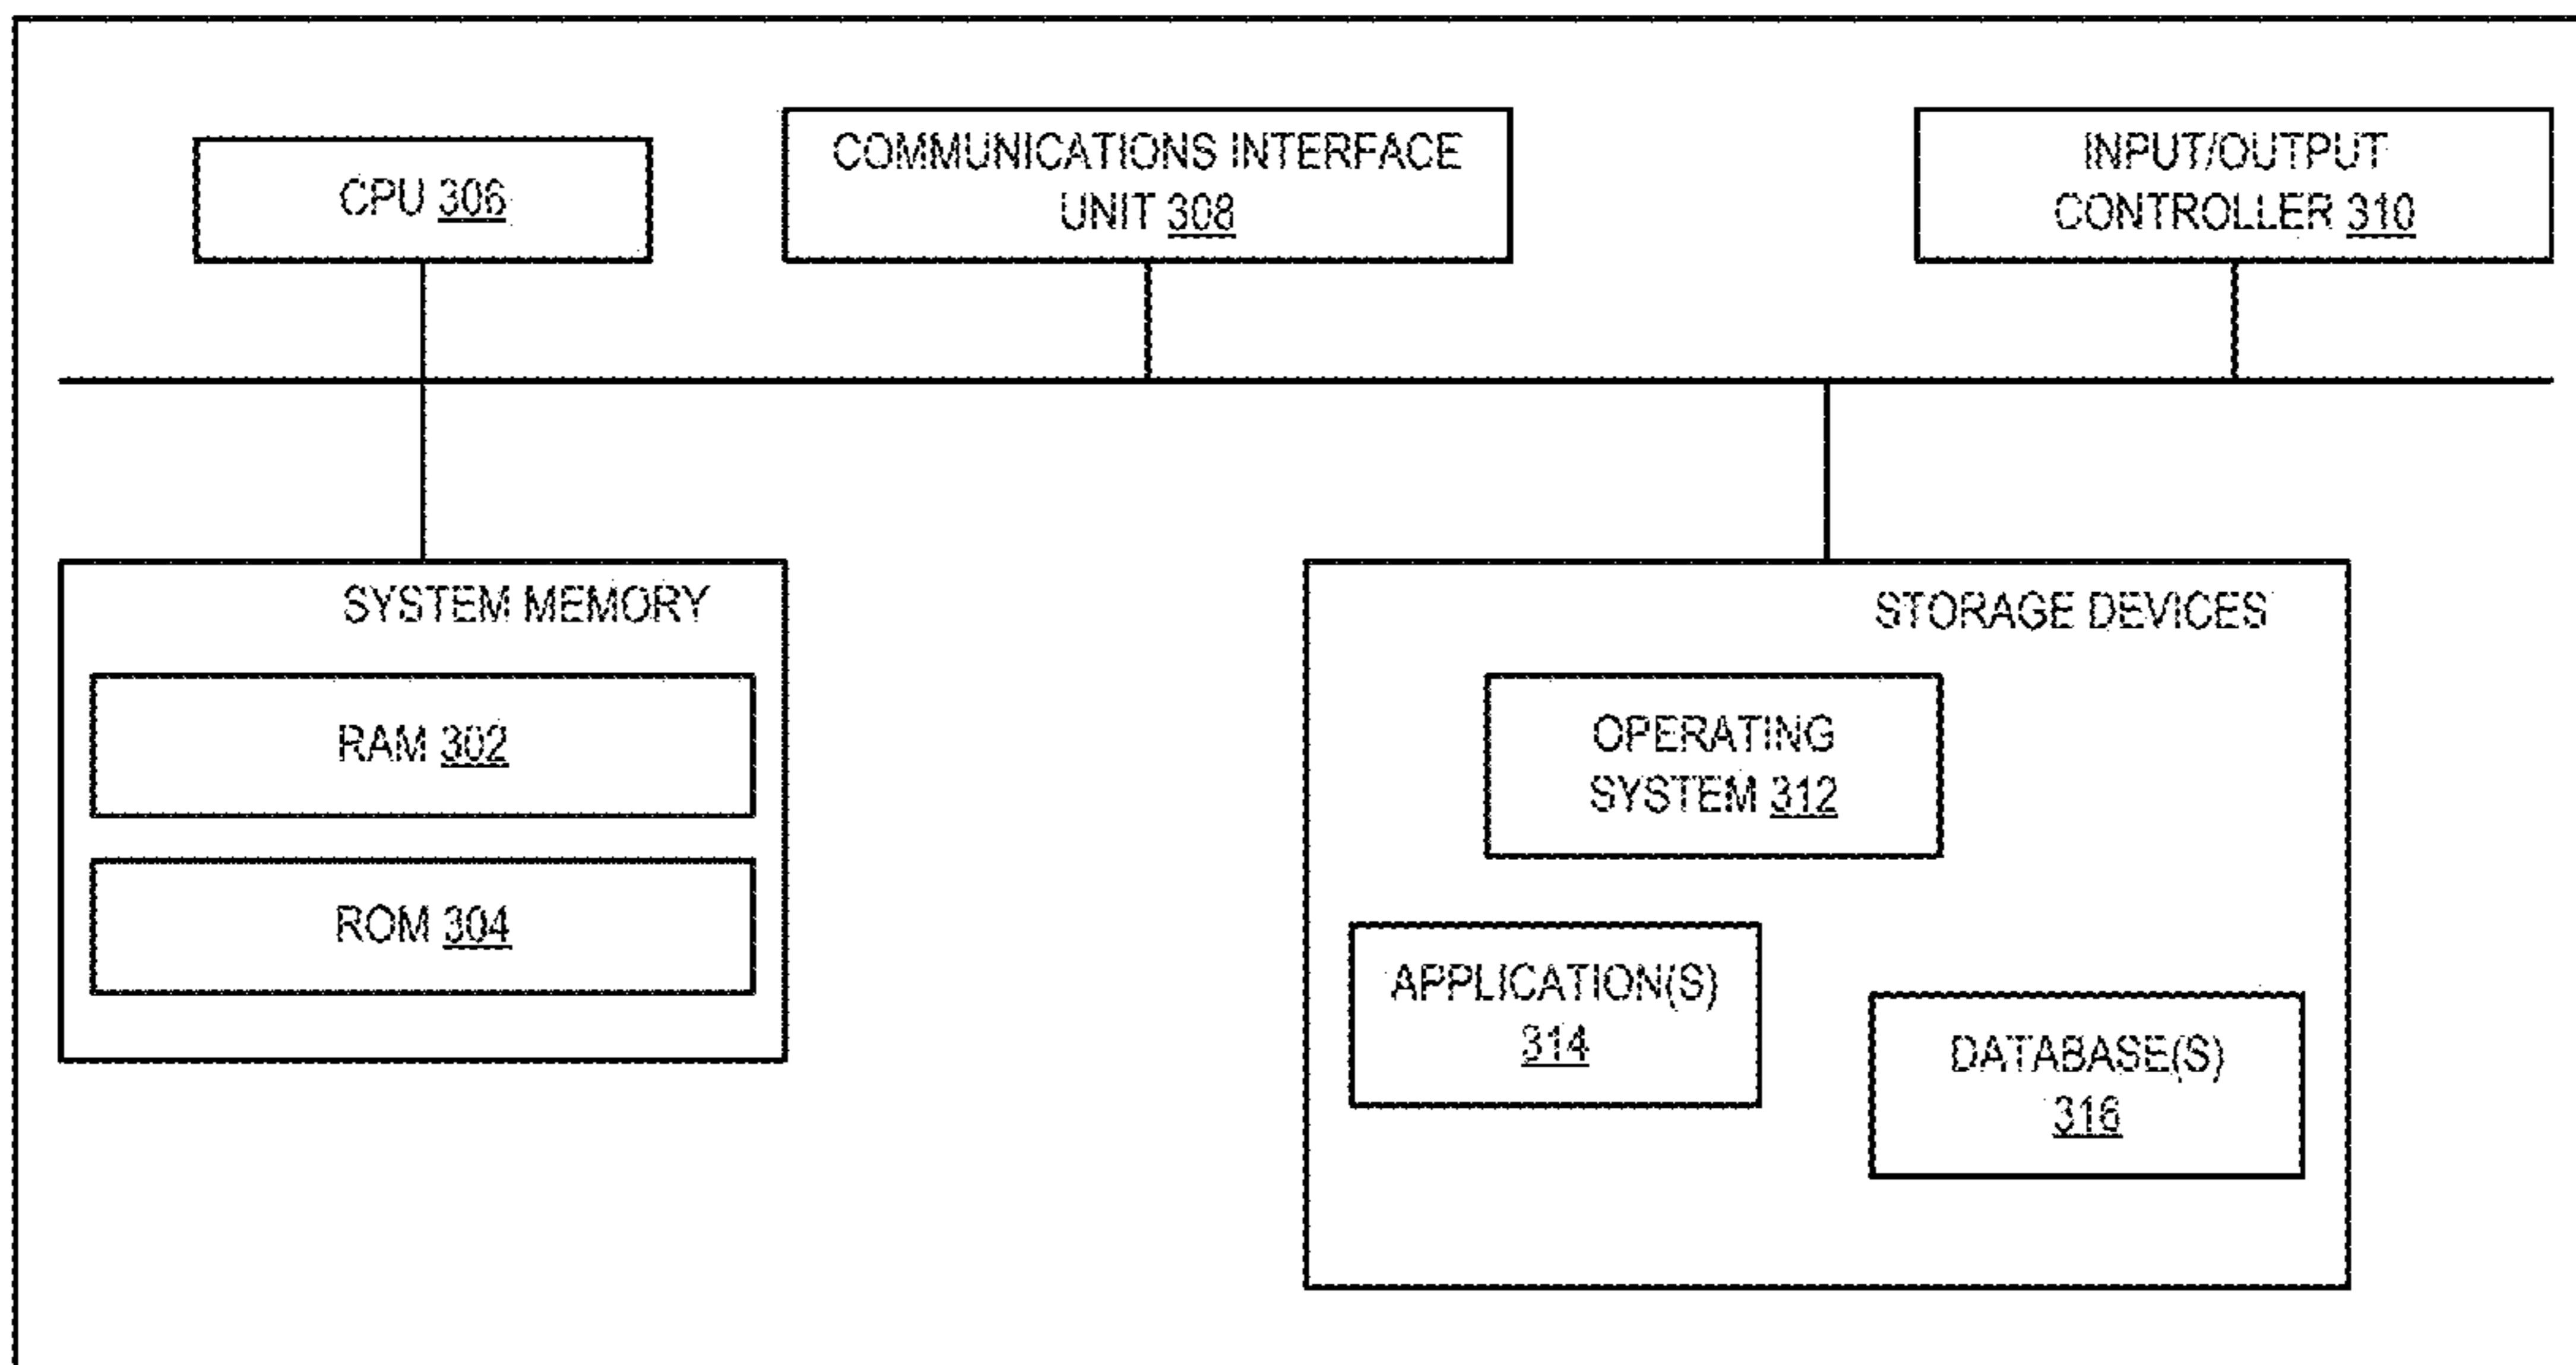 CPU 306
COMMUNICATIONS INTERFACE
UNIT 308
INPUT/OUTPUT
CONTROLLER 310
SYSTEM MEMORY
RAM 302
ROM 304
STORAGE DEVICES
OPERATING
SYSTEM 312
APPLICATION(S)
314
DATABASE(S)
316